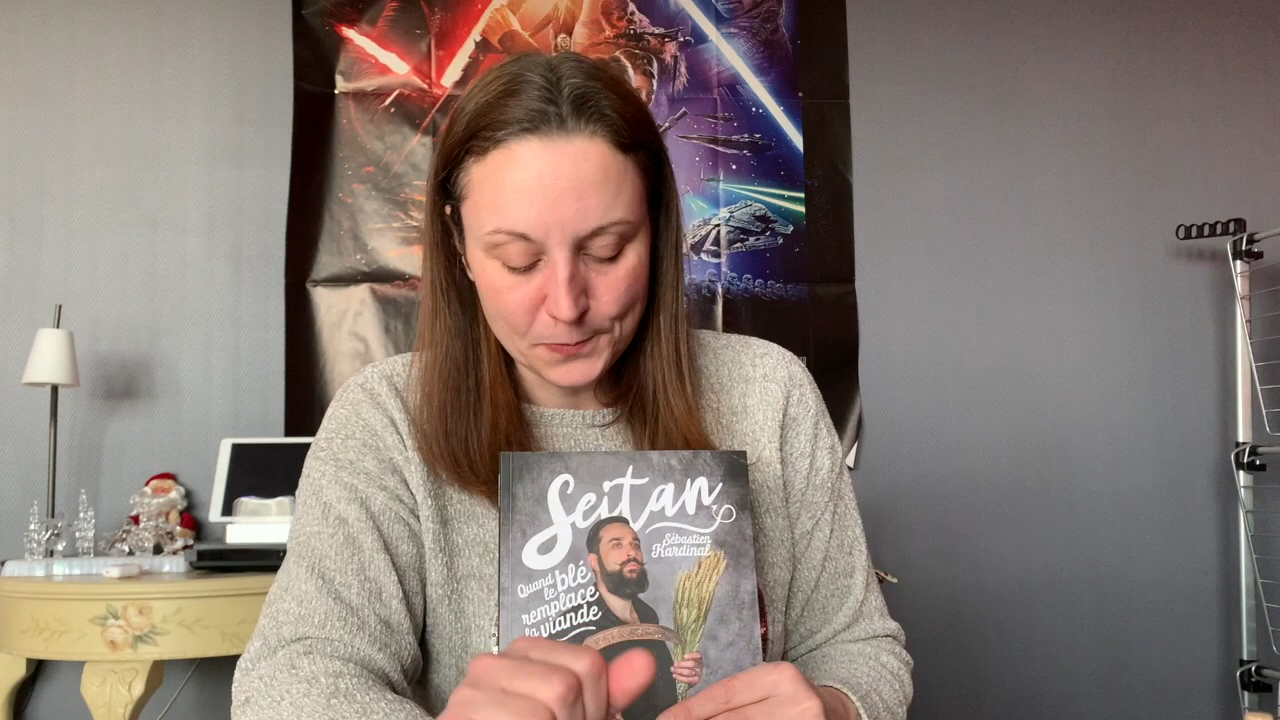 Seitan
Sébastien
Kardinal
Quand
le blé
remplace
la viande